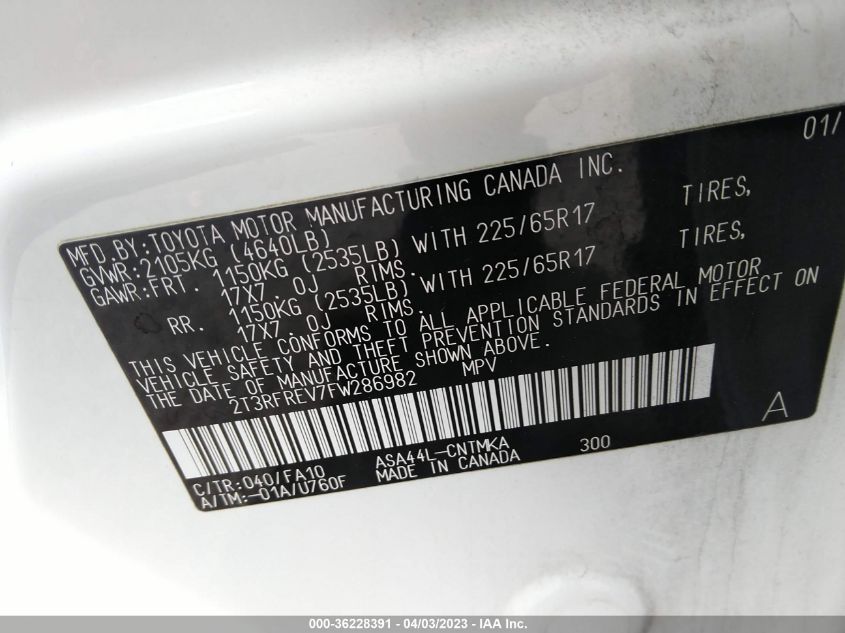 01/
MFD.BY:TOYOTA MOTOR MANUFACTURING CANADA INC.
GVWR:2105KG (4640LB)
GAWR:FRT. 1150KG (2535LB) WITH 225/65R17 TIRES,
17X7.0J RIMS.
RR. 1150KG (2535LB) WITH 225/65R17 TIRES,
17X7.0J RIMS.
THIS VEHICLE CONFORMS TO ALL APPLICABLE FEDERAL MOTOR
VEHICLE SAFETY AND THEFT PREVENTION STANDARDS IN EFFECT ON
THE DATE OF MANUFACTURE SHOWN ABOVE.
2T3RFREV7FW286982 MPV
A
C/TR:040/FA10 ASA44L-CNTMKA 300
A/TM:-01A/U760F MADE IN CANADA
000-36228391 - 04/03/2023 - IAA Inc.